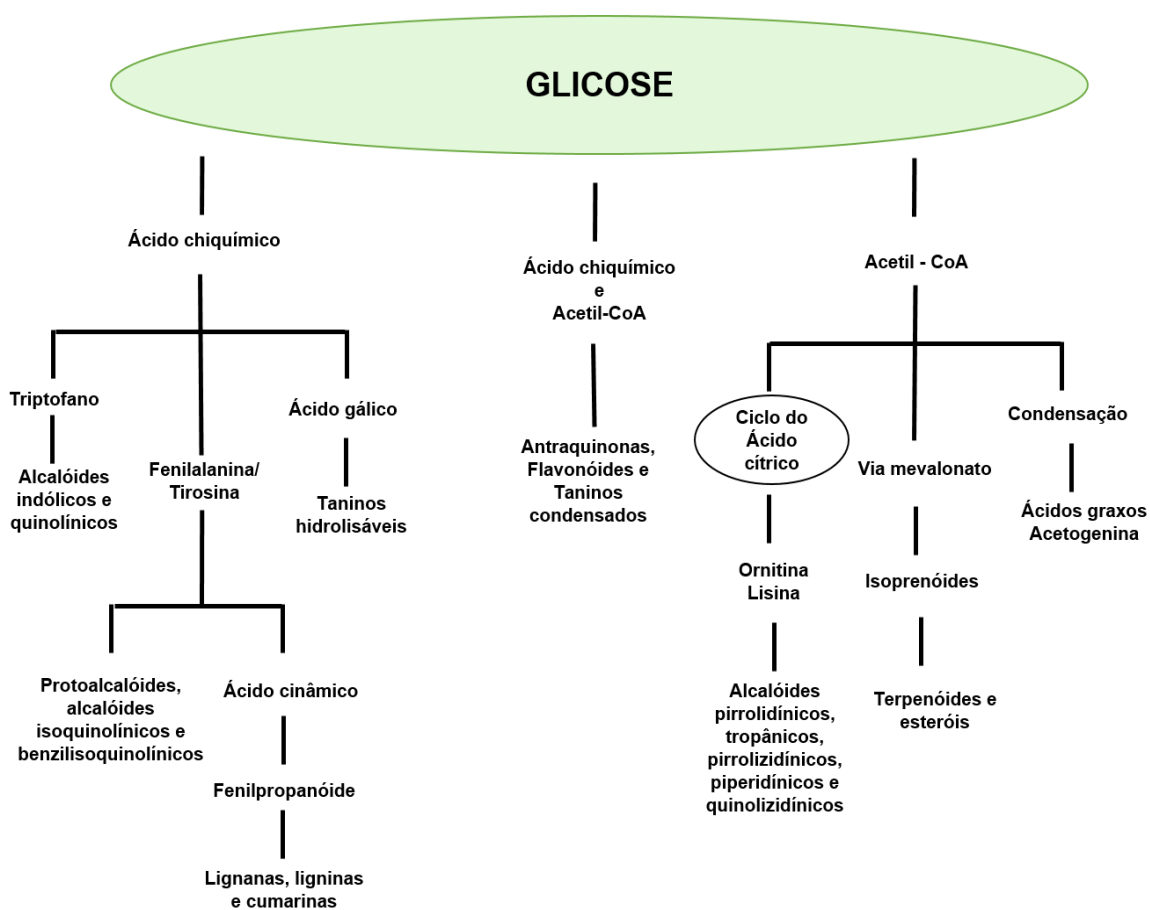 GLICOSE
Ácido chiquímico
Triptofano
Alcalóides
indólicos e
quinolínicos
Fenilalanina/
Tirosina
Ácido gálico
Taninos
hidrolisáveis
Protoalcalóides,
alcalóides
isoquinolínicos e
benzilisoquinolínicos
Ácido cinâmico
Fenilpropanóide
Lignanas, ligninas
e cumarinas
Ácido chiquímico
e
Acetil-CoA
Antraquinonas,
Flavonóides e
Taninos
condensados
Acetil - CoA
Ciclo do
Ácido
cítrico
Ornitina
Lisina
Alcalóides
pirrolidínicos,
tropânicos,
pirrolizidínicos,
piperidínicos e
quinolizidínicos
Via mevalonato
Isoprenóides
Terpenóides e
esteróis
Condensação
Ácidos graxos
Acetogenina